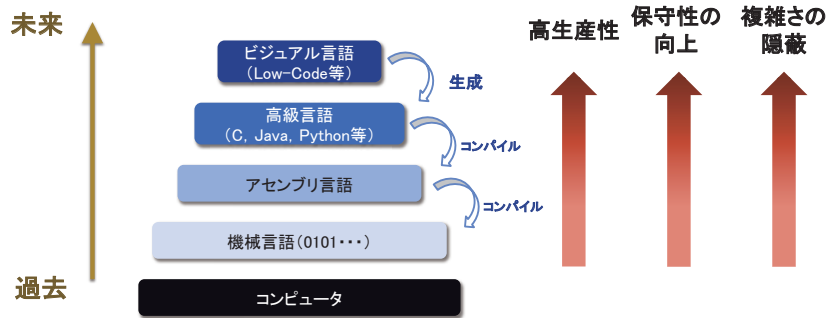 未来
高生産性
保守性の
向上
複雑さの
隠蔽
ビジュアル言語
(Low-Code等)
生成
高級言語
(C, Java, Python等)
コンパイル
アセンブリ言語
コンパイル
機械言語(0101・・・)
過去
コンピュータ